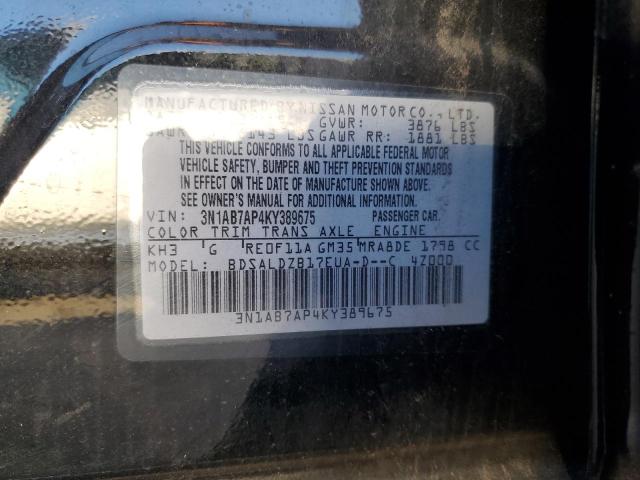 MANUFACTURED BY NISSAN MOTOR CO., LTD.
GVWR: 3876 LBS
143 LBS GAWR RR: 1881 LBS
THIS VEHICLE CONFORMS TO ALL APPLICABLE FEDERAL MOTOR
VEHICLE SAFETY, BUMPER AND THEFT PREVENTION STANDARDS
IN EFFECT ON THE DATE OF MANUFACTURE SHOWN ABOVE.
SEE OWNER'S MANUAL FOR ADDITIONAL INFORMATION.
VIN: 3N1AB7AP4KY389675 PASSENGER CAR.
COLOR TRIM TRANS AXLE ENGINE
KH3 G RE0F11A GM35 MRA8DE 1798 CC
MODEL: BDSALDZB17EUA-D--C 4Z000
3N1AB7AP4KY389675